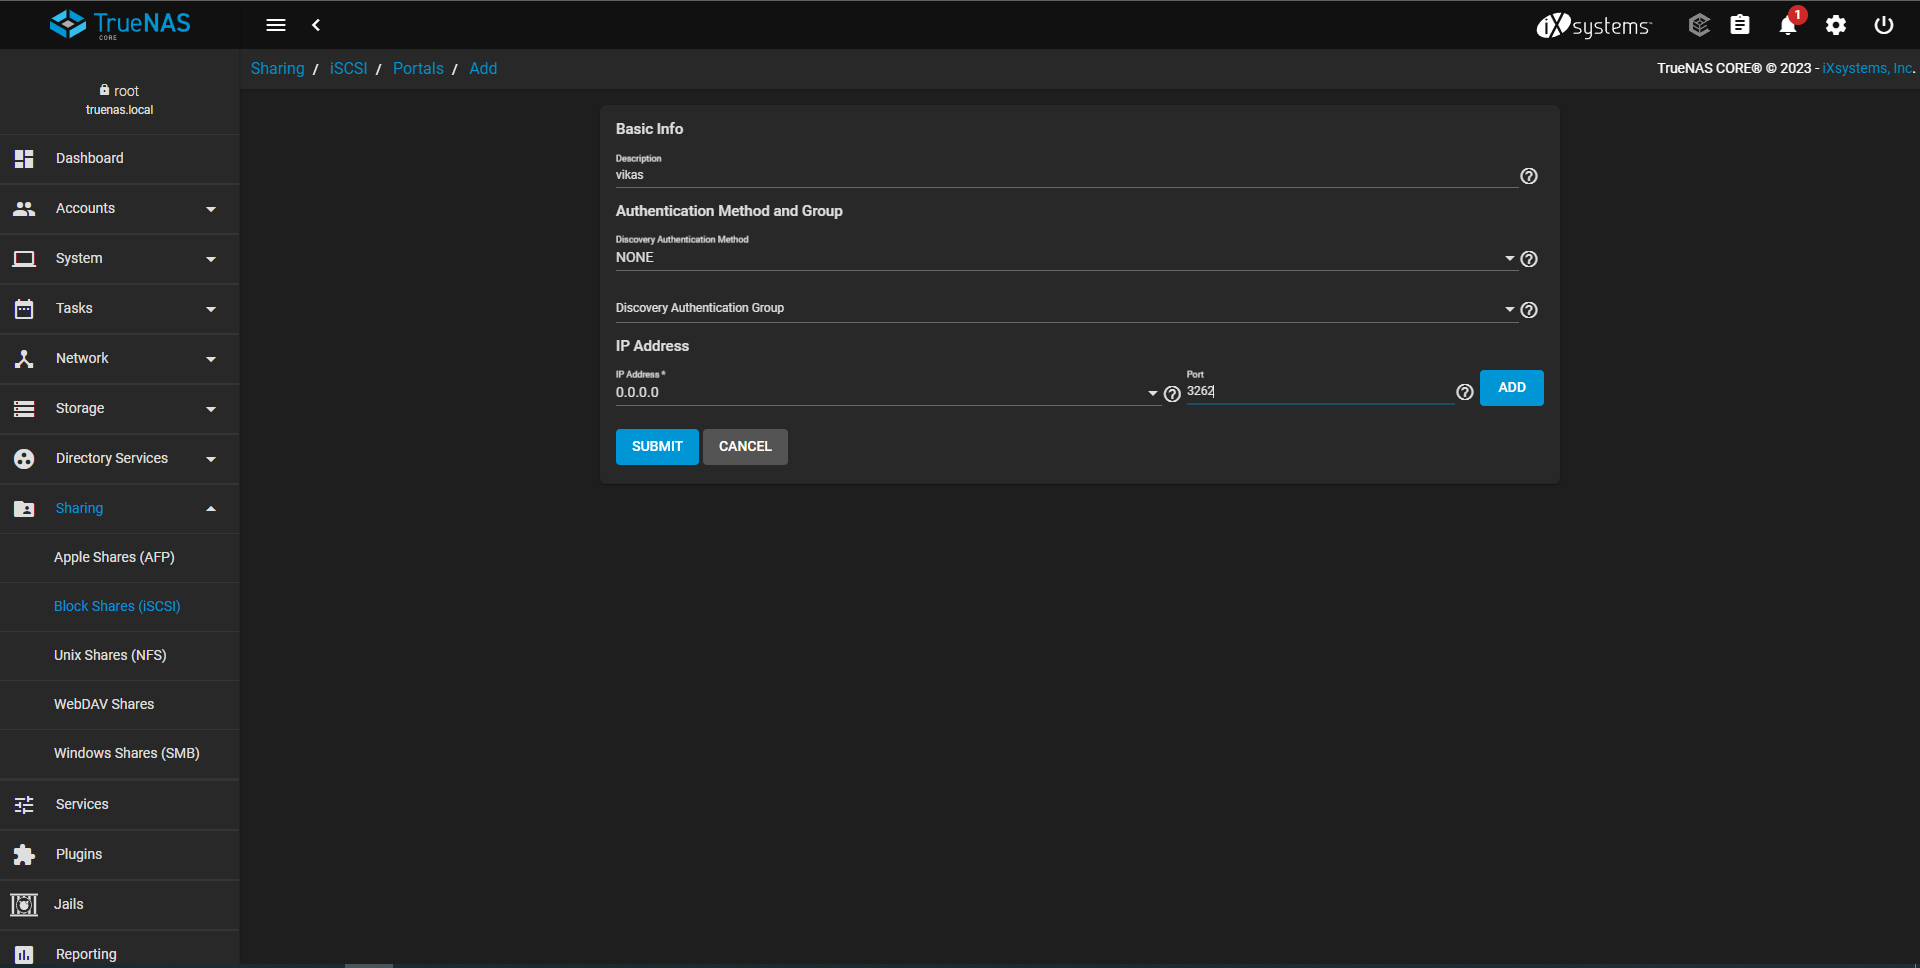 TrueNAS
CORE
iXsystems
1
root
truenas.local
Sharing / iSCSI / Portals / Add
TrueNAS CORE® © 2023 - iXsystems, Inc.
Dashboard
Accounts
System
Tasks
Network
Storage
Directory Services
Sharing
Apple Shares (AFP)
Block Shares (iSCSI)
Unix Shares (NFS)
WebDAV Shares
Windows Shares (SMB)
Services
Plugins
Jails
Reporting
Basic Info
Description
vikas
Authentication Method and Group
Discovery Authentication Method
NONE
Discovery Authentication Group
IP Address
IP Address *
0.0.0.0
Port
3262
ADD
SUBMIT
CANCEL